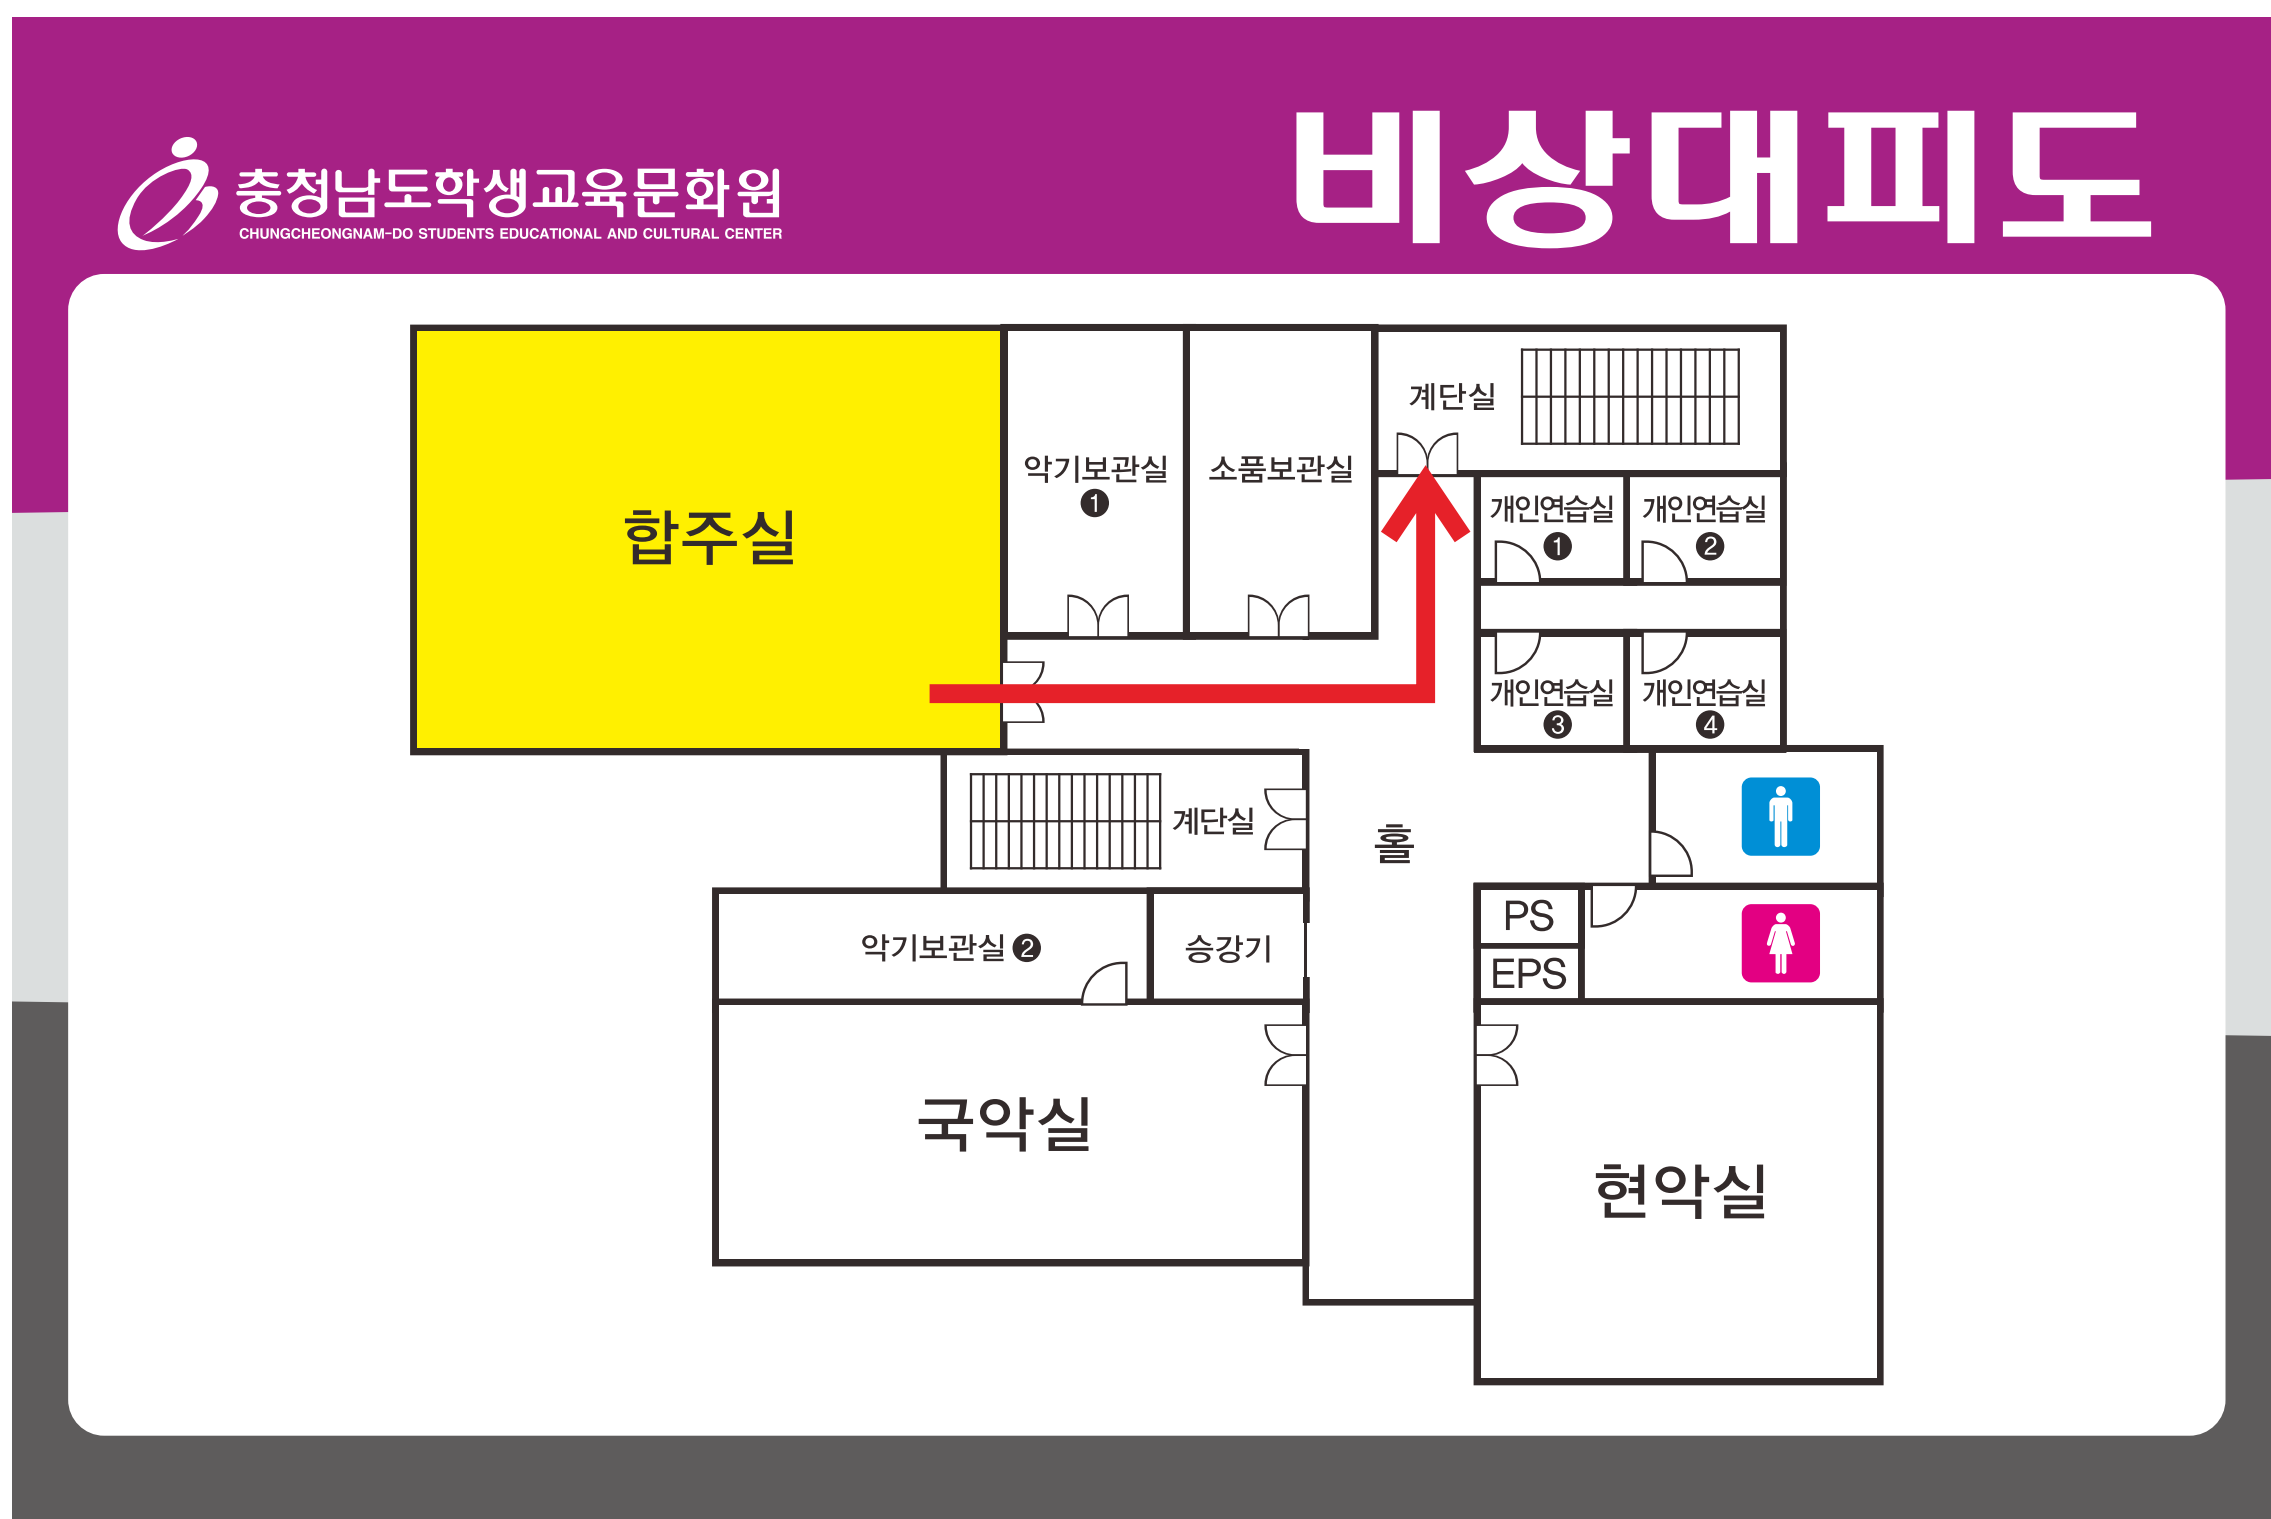 충청남도학생교육문화원
CHUNGCHEONGNAM-DO STUDENTS EDUCATIONAL AND CULTURAL CENTER
비상대피도
합주실
악기보관실
1
소품보관실
계단실
개인연습실
1
개인연습실
2
개인연습실
3
개인연습실
4
계단실
홀
악기보관실 2
승강기
PS
EPS
국악실
현악실